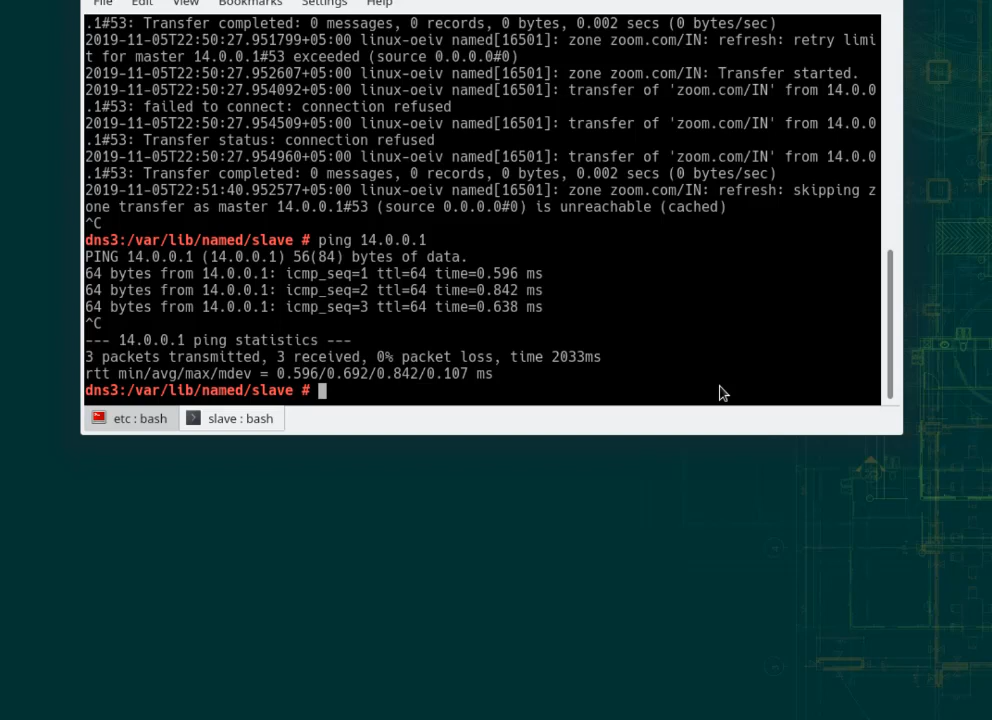 File Edit View Bookmarks Settings Help
.1#53: Transfer completed: 0 messages, 0 records, 0 bytes, 0.002 secs (0 bytes/sec)
2019-11-05T22:50:27.951799+05:00 linux-oeiv named[16501]: zone zoom.com/IN: refresh: retry limi
t for master 14.0.0.1#53 exceeded (source 0.0.0.0#0)
2019-11-05T22:50:27.952607+05:00 linux-oeiv named[16501]: zone zoom.com/IN: Transfer started.
2019-11-05T22:50:27.954092+05:00 linux-oeiv named[16501]: transfer of 'zoom.com/IN' from 14.0.0
.1#53: failed to connect: connection refused
2019-11-05T22:50:27.954509+05:00 linux-oeiv named[16501]: transfer of 'zoom.com/IN' from 14.0.0
.1#53: Transfer status: connection refused
2019-11-05T22:50:27.954960+05:00 linux-oeiv named[16501]: transfer of 'zoom.com/IN' from 14.0.0
.1#53: Transfer completed: 0 messages, 0 records, 0 bytes, 0.002 secs (0 bytes/sec)
2019-11-05T22:51:40.952577+05:00 linux-oeiv named[16501]: zone zoom.com/IN: refresh: skipping z
one transfer as master 14.0.0.1#53 (source 0.0.0.0#0) is unreachable (cached)
^C
dns3:/var/lib/named/slave # ping 14.0.0.1
PING 14.0.0.1 (14.0.0.1) 56(84) bytes of data.
64 bytes from 14.0.0.1: icmp_seq=1 ttl=64 time=0.596 ms
64 bytes from 14.0.0.1: icmp_seq=2 ttl=64 time=0.842 ms
64 bytes from 14.0.0.1: icmp_seq=3 ttl=64 time=0.638 ms
^C
--- 14.0.0.1 ping statistics ---
3 packets transmitted, 3 received, 0% packet loss, time 2033ms
rtt min/avg/max/mdev = 0.596/0.692/0.842/0.107 ms
dns3:/var/lib/named/slave #
etc : bash slave : bash